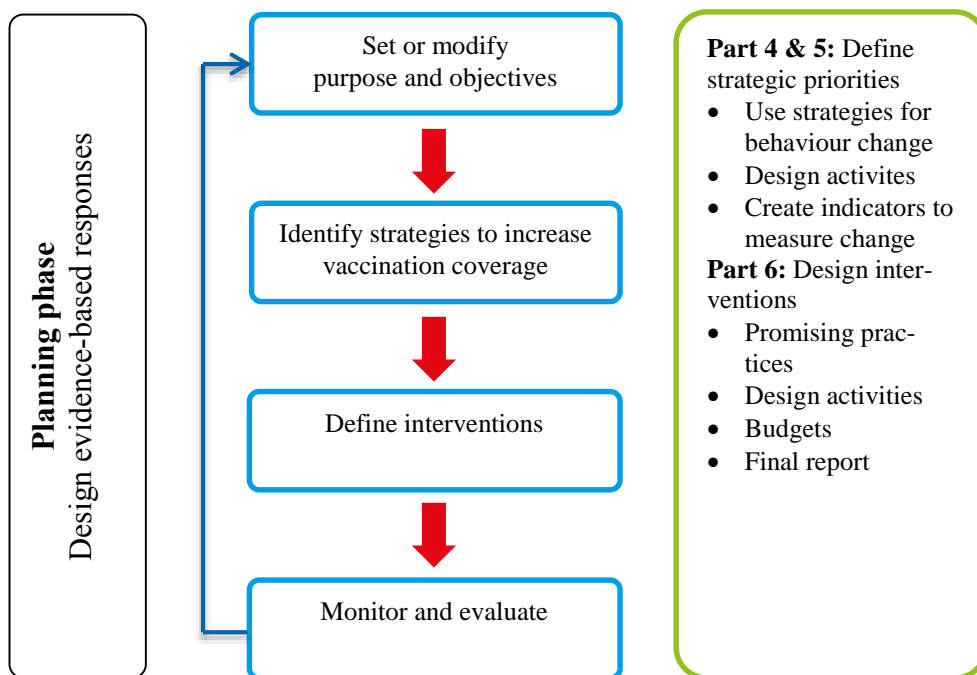 Planning phase
Design evidence-based responses
Set or modify
purpose and objectives
Identify strategies to increase
vaccination coverage
Define interventions
Monitor and evaluate
Part 4 & 5: Define
strategic priorities
• Use strategies for
behaviour change
• Design activites
• Create indicators to
measure change
Part 6: Design inter-
ventions
• Promising prac-
tices
• Design activities
• Budgets
• Final report